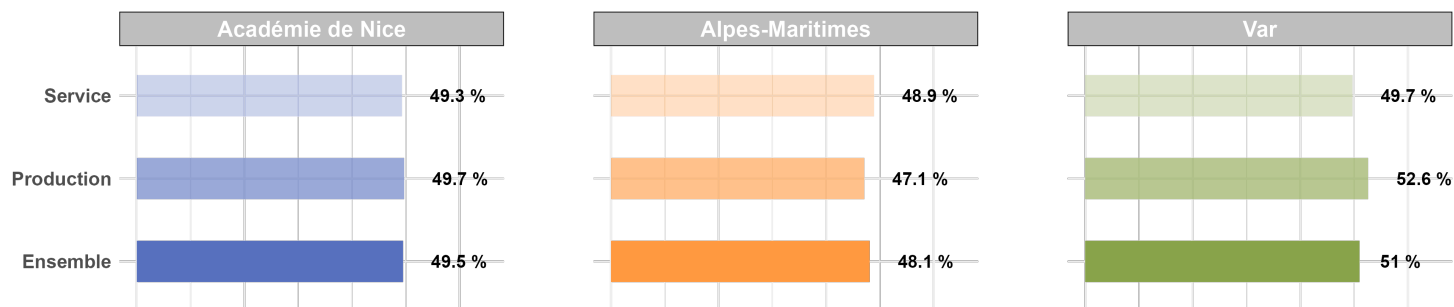 Académie de Nice Alpes-Maritimes Var
Service 49.3 % 48.9 % 49.7 %
Production 49.7 % 47.1 % 52.6 %
Ensemble 49.5 % 48.1 % 51 %